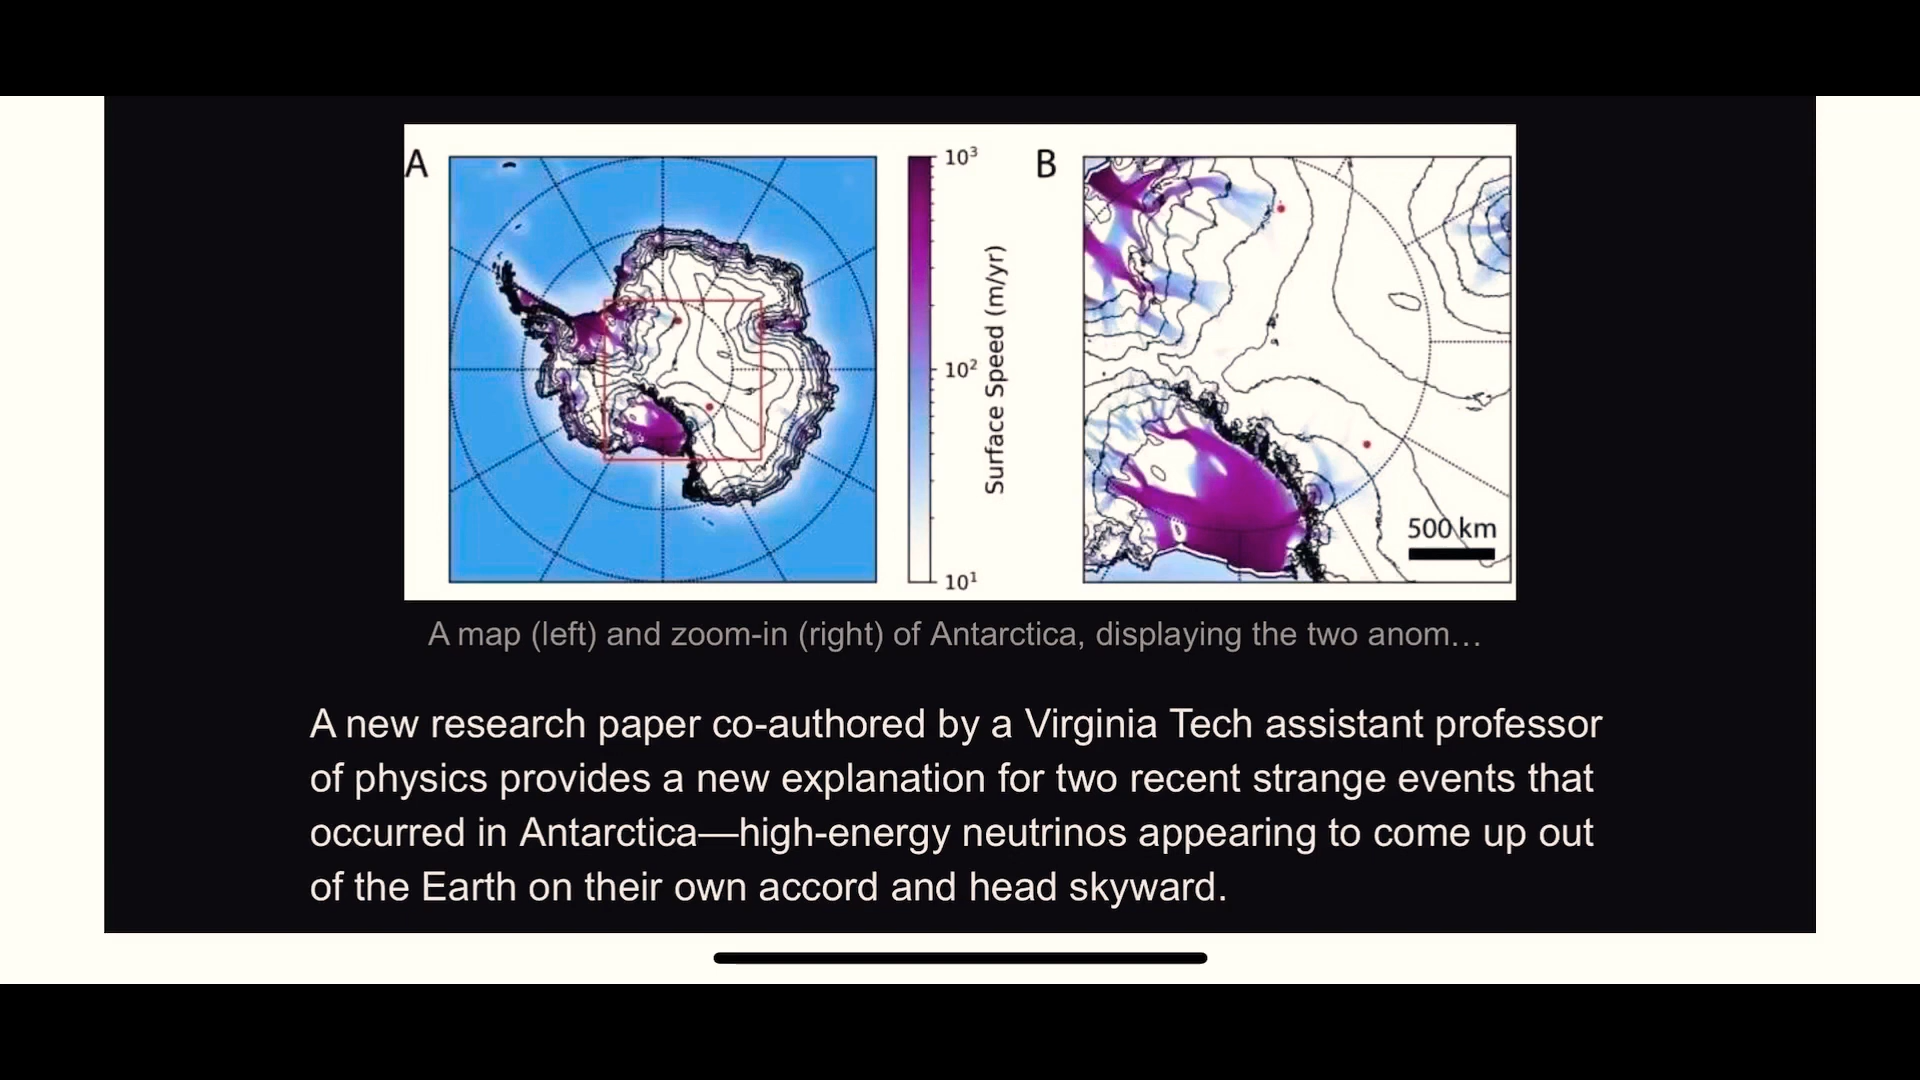 A
B
10³
10²
10¹
Surface Speed (m/yr)
500 km
A map (left) and zoom-in (right) of Antarctica, displaying the two anom…
A new research paper co-authored by a Virginia Tech assistant professor
of physics provides a new explanation for two recent strange events that
occurred in Antarctica—high-energy neutrinos appearing to come up out
of the Earth on their own accord and head skyward.